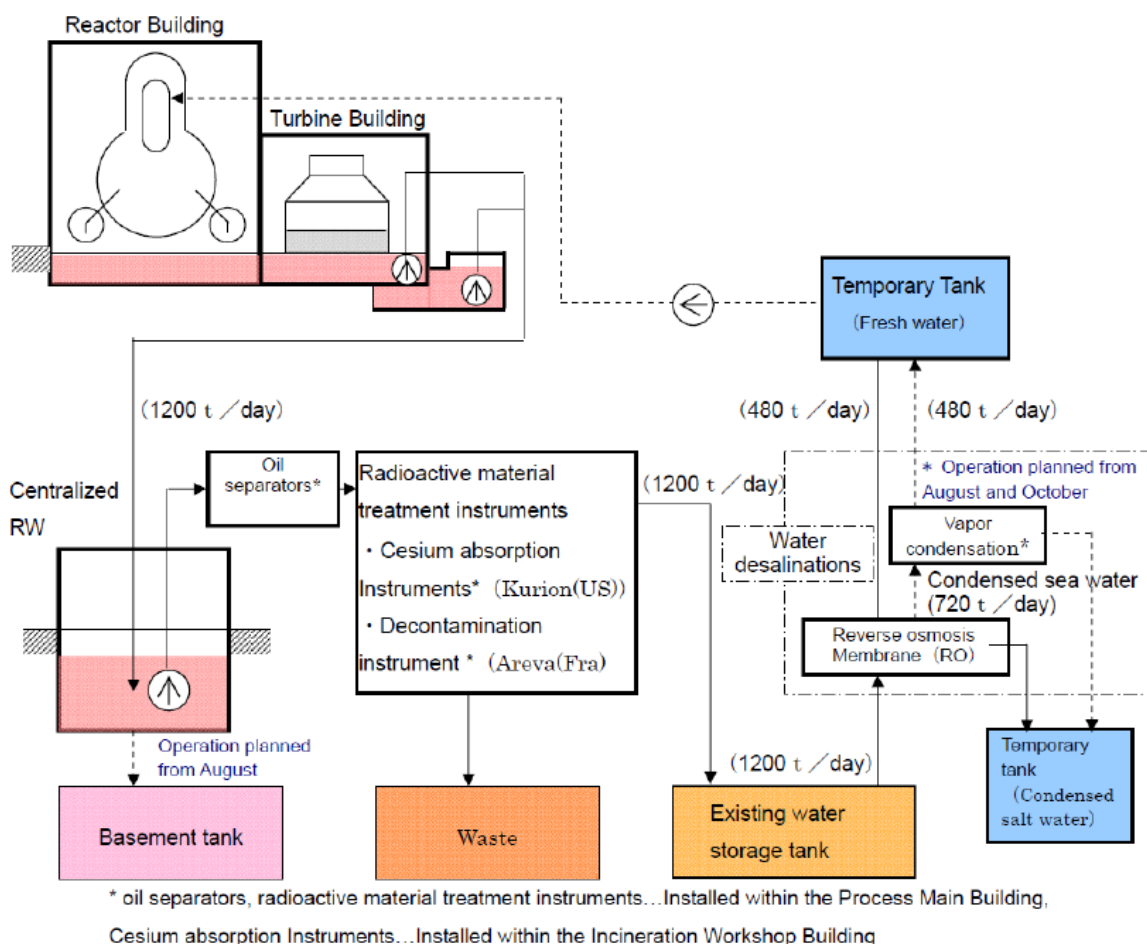 Reactor Building
Turbine Building
Temporary Tank
(Fresh water)
(1200 t ／day)
(480 t ／day)
(480 t ／day)
* Operation planned from
August and October
Oil
separators*
Radioactive material
treatment instruments
・Cesium absorption
Instruments* (Kurion(US))
・Decontamination
instrument * (Areva(Fra)
(1200 t ／day)
Centralized
RW
Water
desalinations
Vapor
condensation*
Condensed sea water
(720 t ／day)
Reverse osmosis
Membrane (RO)
Operation planned
from August
(1200 t ／day)
Basement tank
Waste
Existing water
storage tank
Temporary
tank
(Condensed
salt water)
* oil separators, radioactive material treatment instruments…Installed within the Process Main Building,
Cesium absorption Instruments…Installed within the Incineration Workshop Building